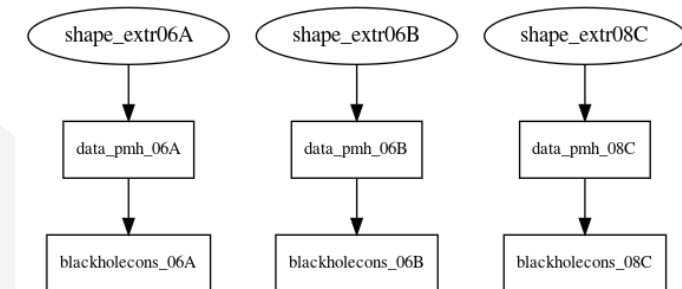 shape_extr06A shape_extr06B shape_extr08C
data_pmh_06A data_pmh_06B data_pmh_08C
blackholecons_06A blackholecons_06B blackholecons_08C